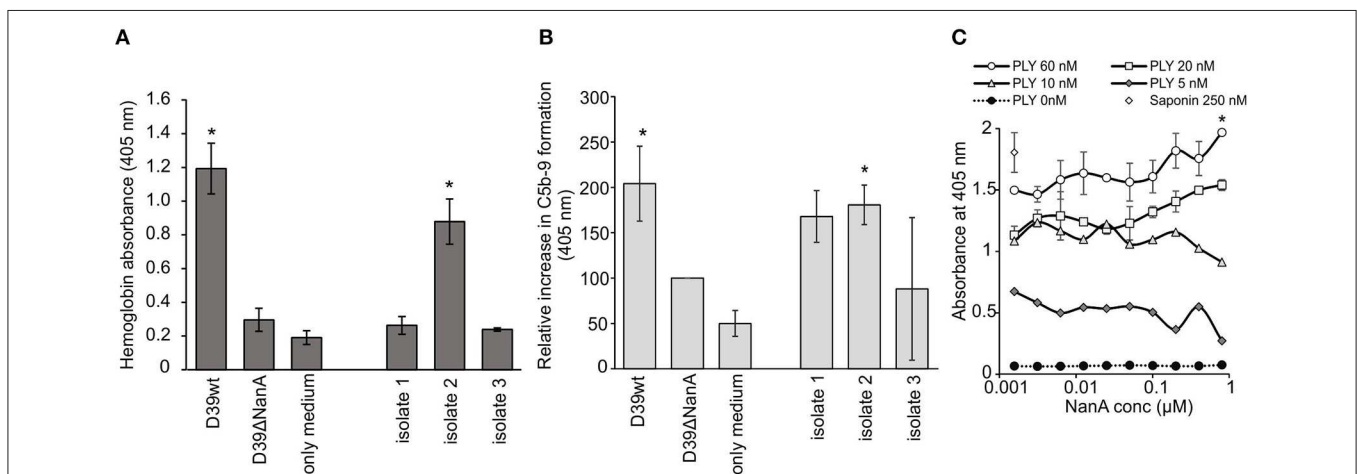 A
Hemoglobin absorbance (405 nm)
1.6
1.4
1.2
1.0
0.8
0.6
0.4
0.2
0
*
*
D39wt
D39ΔNanA
only medium
isolate 1
isolate 2
isolate 3
B
Relative increase in C5b-9 formation
(405 nm)
300
250
200
150
100
50
0
*
*
D39wt
D39ΔNanA
only medium
isolate 1
isolate 2
isolate 3
C
PLY 60 nM PLY 20 nM
PLY 10 nM PLY 5 nM
PLY 0nM Saponin 250 nM
*
Absorbance at 405 nm
2
1.5
1
0.5
0
0.001 0.01 0.1 1
NanA conc (µM)